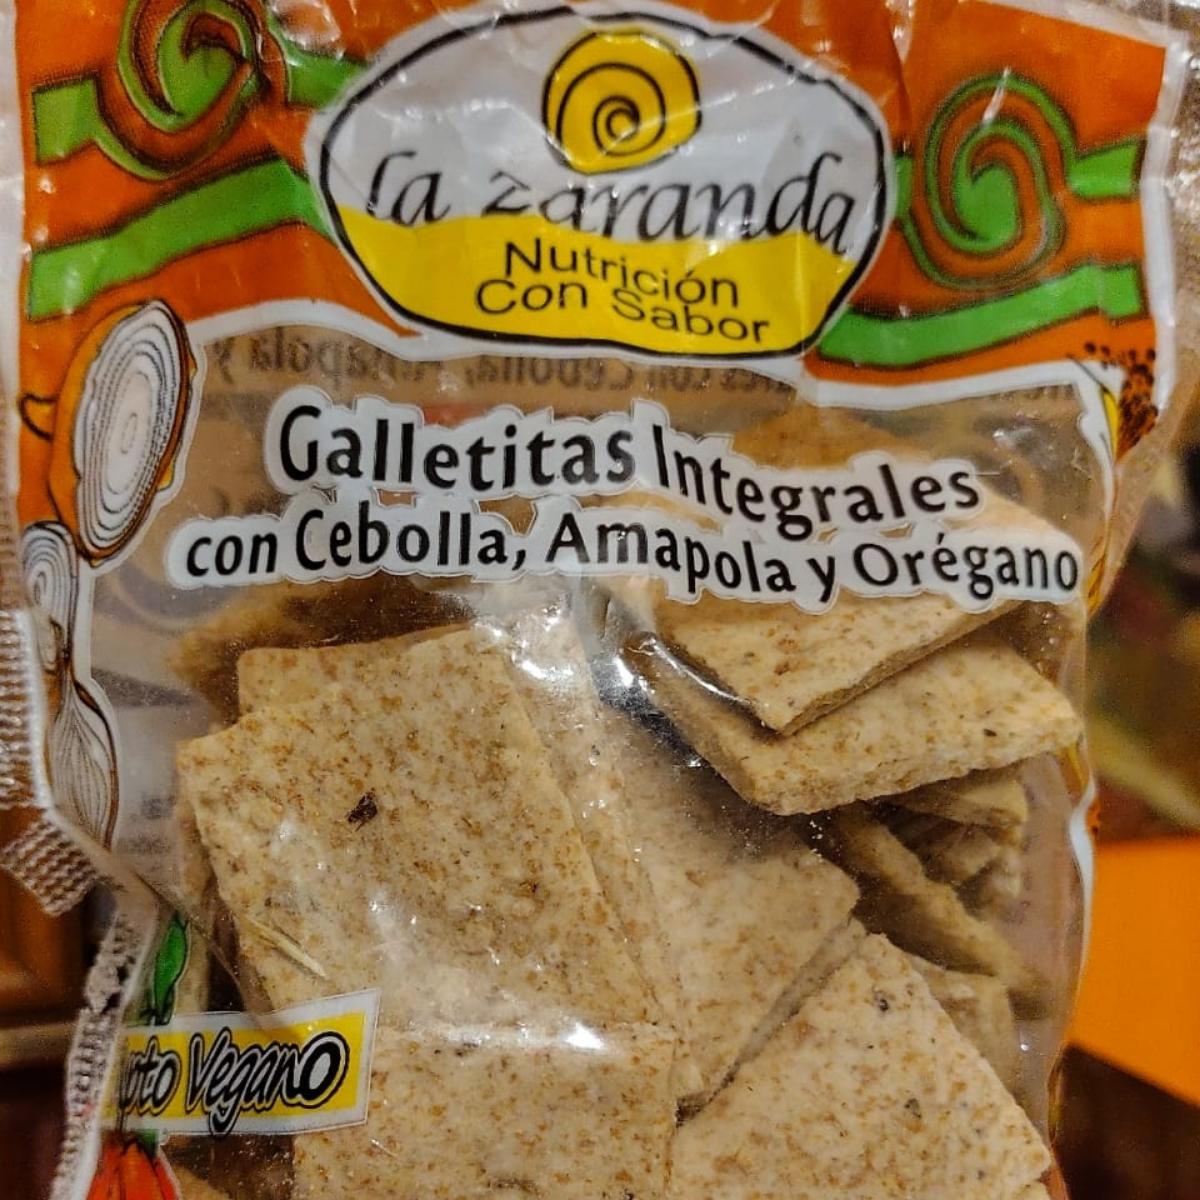 la zaranda
Nutrición
Con Sabor
Galletitas Integrales
con Cebolla, Amapola y Orégano
Vegano